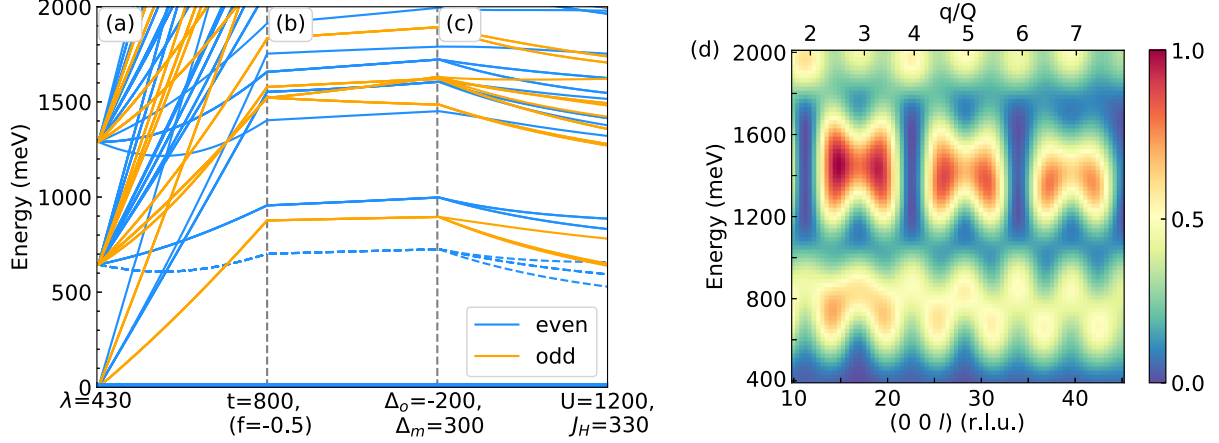 (a)
(b)
(c)
Energy (meV)
2000
1500
1000
500
0
even
odd
λ=430
t=800,
(f=-0.5)
Δo=-200,
Δm=300
U=1200,
JH=330
(d)
q/Q
2 3 4 5 6 7
Energy (meV)
2000
1600
1200
800
400
10 20 30 40
(0 0 l) (r.l.u.)
1.0
0.5
0.0